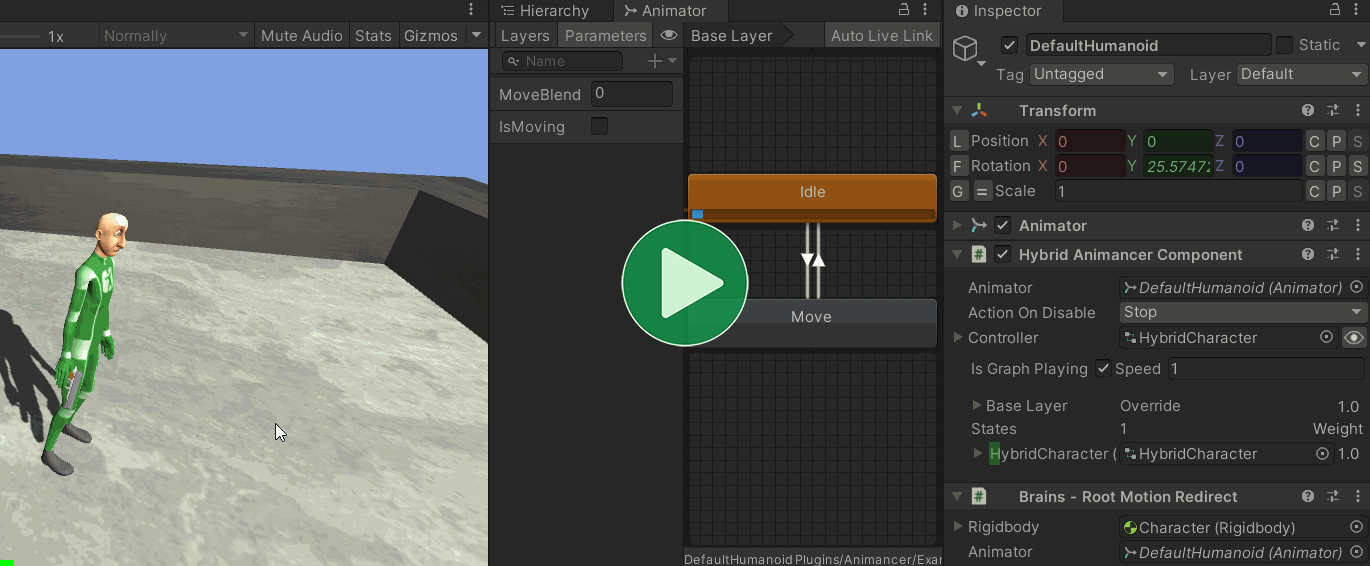 1x Normally Mute Audio Stats Gizmos
Hierarchy Animator
Layers Parameters Base Layer Auto Live Link
Name
MoveBlend 0
IsMoving
Idle
Move
DefaultHumanoid Plugins/Animancer/Exa
Inspector
DefaultHumanoid Static
Tag Untagged Layer Default
Transform
L Position X 0 Y 0 Z 0 C P S
F Rotation X 0 Y 25.5747 Z 0 C P S
G = Scale 1 C P S
Animator
# Hybrid Animancer Component
Animator DefaultHumanoid (Animator)
Action On Disable Stop
Controller HybridCharacter
Is Graph Playing Speed 1
Base Layer Override 1.0
States 1 Weight
HybridCharacter ( HybridCharacter 1.0
# Brains - Root Motion Redirect
Rigidbody Character (Rigidbody)
Animator DefaultHumanoid (Animator)